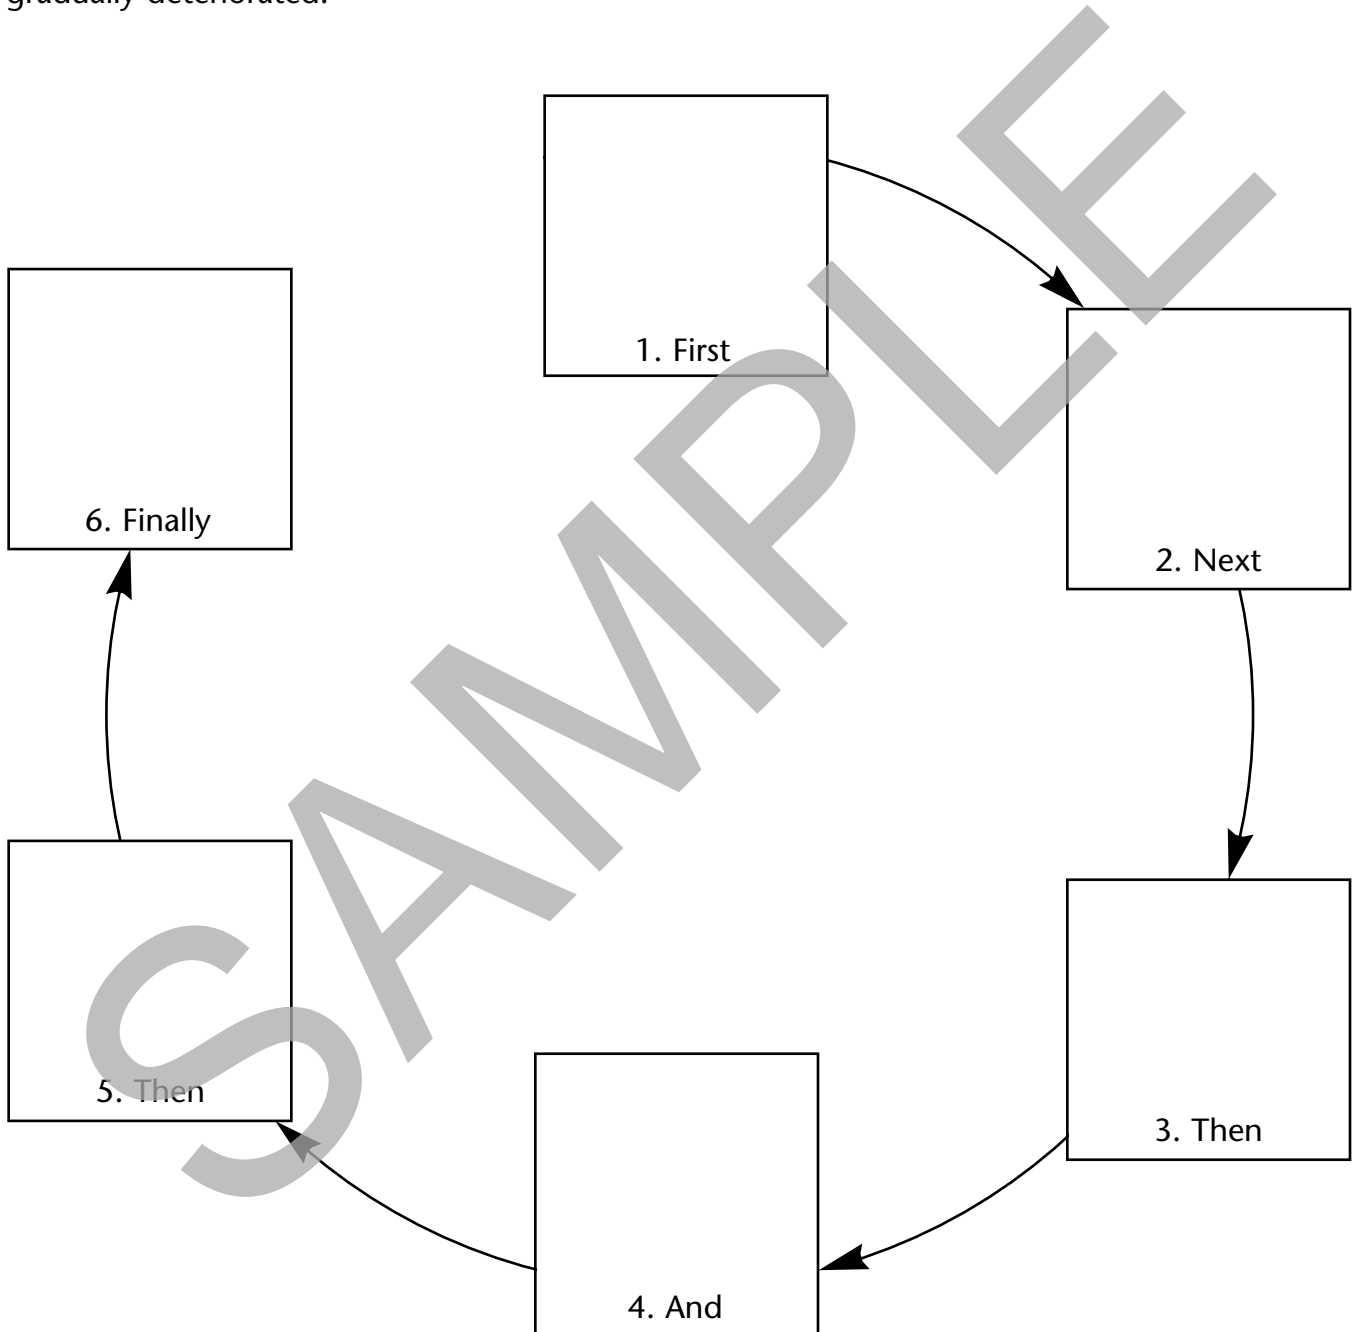 gradually deteriorated.
1. First
2. Next
3. Then
4. And
5. Then
6. Finally
SAMPLE